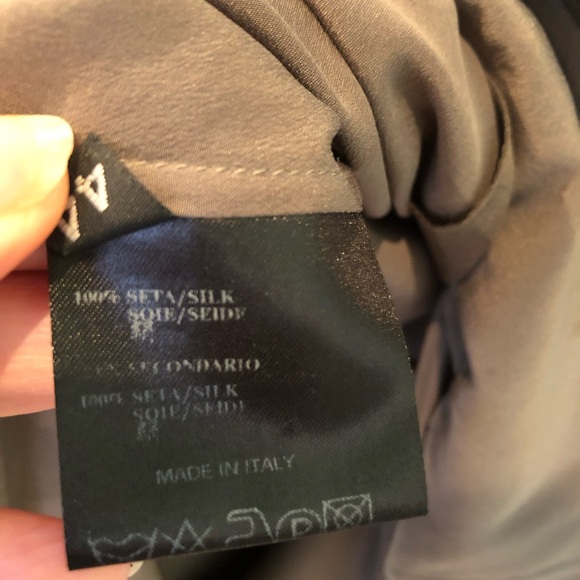 100% SETA/SILK
SOIE/SEIDE
SECONDARIO
100% SETA/SILK
SOIE/SEIDE
MADE IN ITALY
P